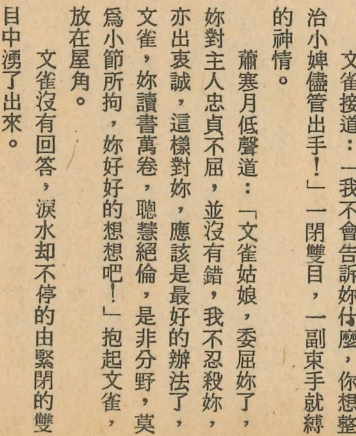 文雀接道：「我不會告訴妳什麼，你想整
治小婢儘管出手！」一閉雙目，一副束手就縛
的神情。
蕭寒月低聲道：「文雀姑娘，委屈妳了，
妳對主人忠貞不屈，並沒有錯，我不忍殺妳，
亦出衷誠，這樣對妳，應該是最好的辦法了，
文雀，妳讀書萬卷，聰慧絕倫，是非分野，莫
爲小節所拘，妳好好的想想吧！」抱起文雀，
放在屋角。
文雀沒有回答，淚水却不停的由緊閉的雙
目中湧了出來。